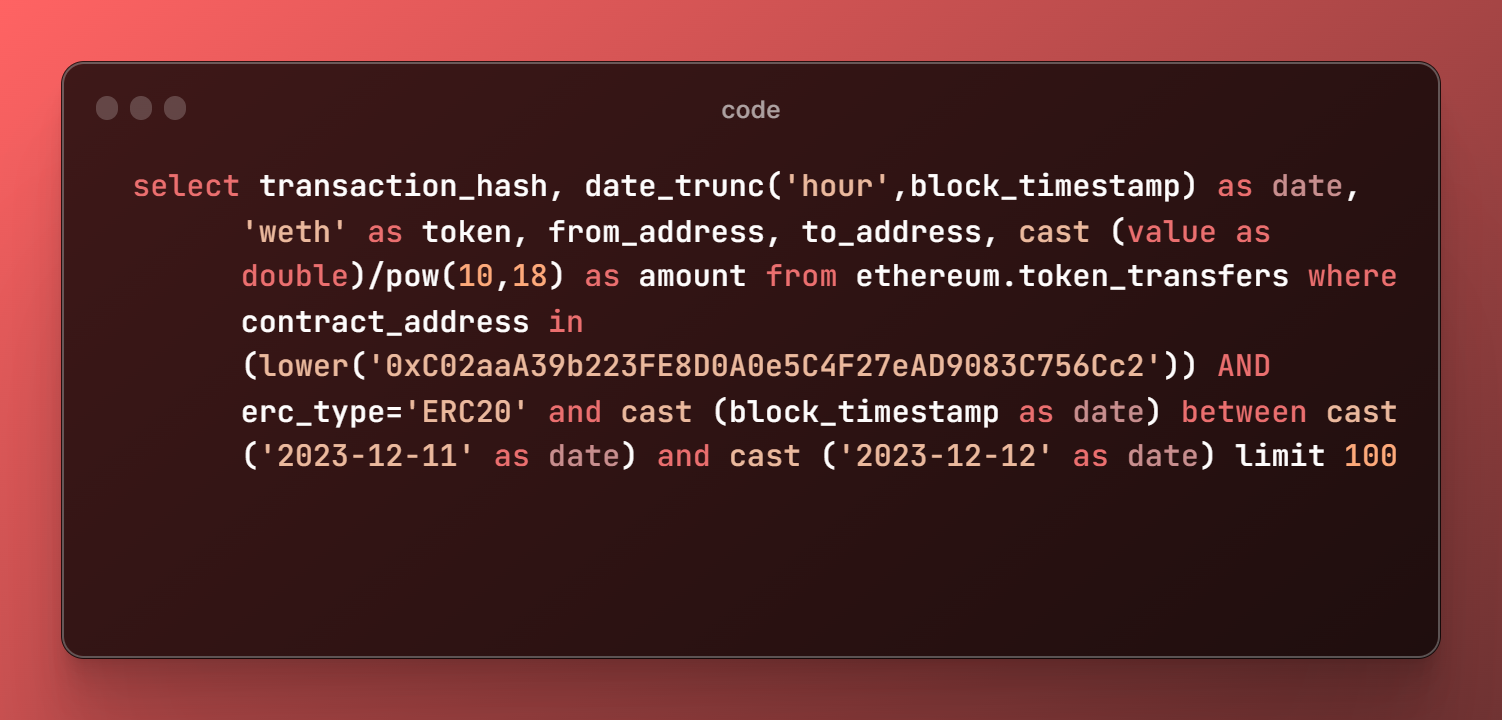 code
select transaction_hash, date_trunc('hour',block_timestamp) as date,
'weth' as token, from_address, to_address, cast (value as
double)/pow(10,18) as amount from ethereum.token_transfers where
contract_address in
(lower('0xC02aaA39b223FE8D0A0e5C4F27eAD9083C756Cc2')) AND
erc_type='ERC20' and cast (block_timestamp as date) between cast
('2023-12-11' as date) and cast ('2023-12-12' as date) limit 100